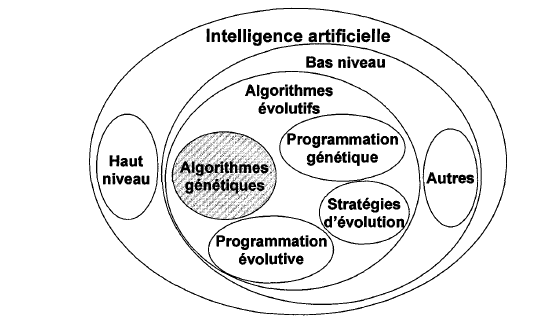 Intelligence artificielle
Bas niveau
Algorithmes
évolutifs
Programmation
génétique
Haut
niveau
Algorithmes
génétiques
Autres
Stratégies
d'évolution
Programmation
évolutive